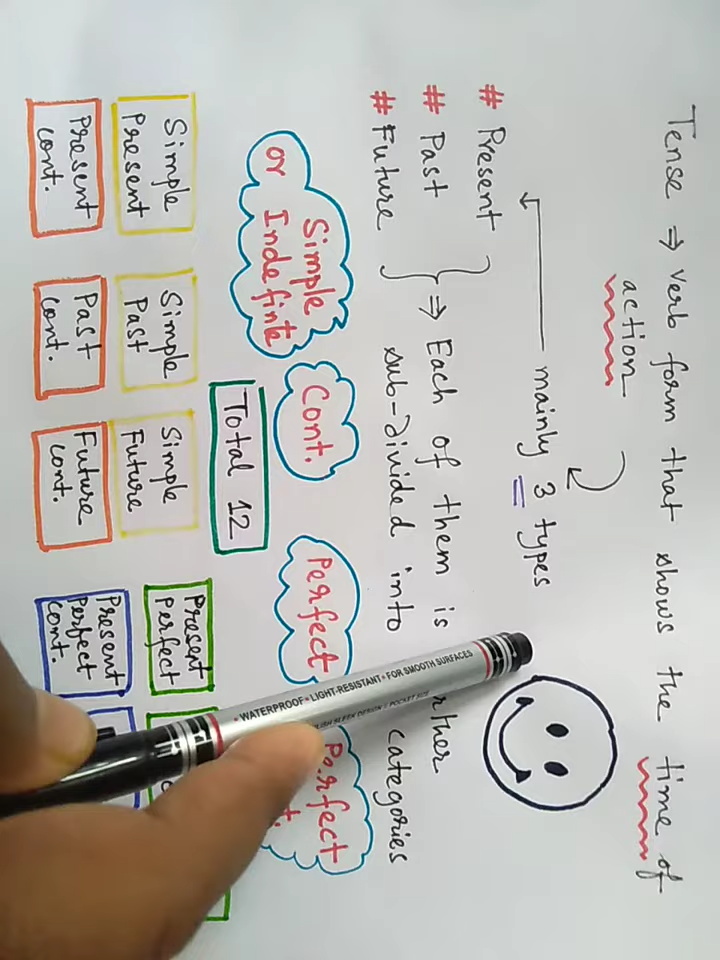 Tense ⇒ verb form that shows the time of
action
mainly 3 types
# Present
# Past
# Future
⇒ Each of them is rther
sub-divided into categories
Simple
or Indefinte
Cont.
Perfect
Perfect
Total 12
Simple
Present
Simple
Past
Simple
Future
Present
Perfect
Present
cont.
Past
cont.
Future
cont.
Present
Perfect
cont.
WATERPROOF • LIGHT-RESISTANT • FOR SMOOTH SURFACES